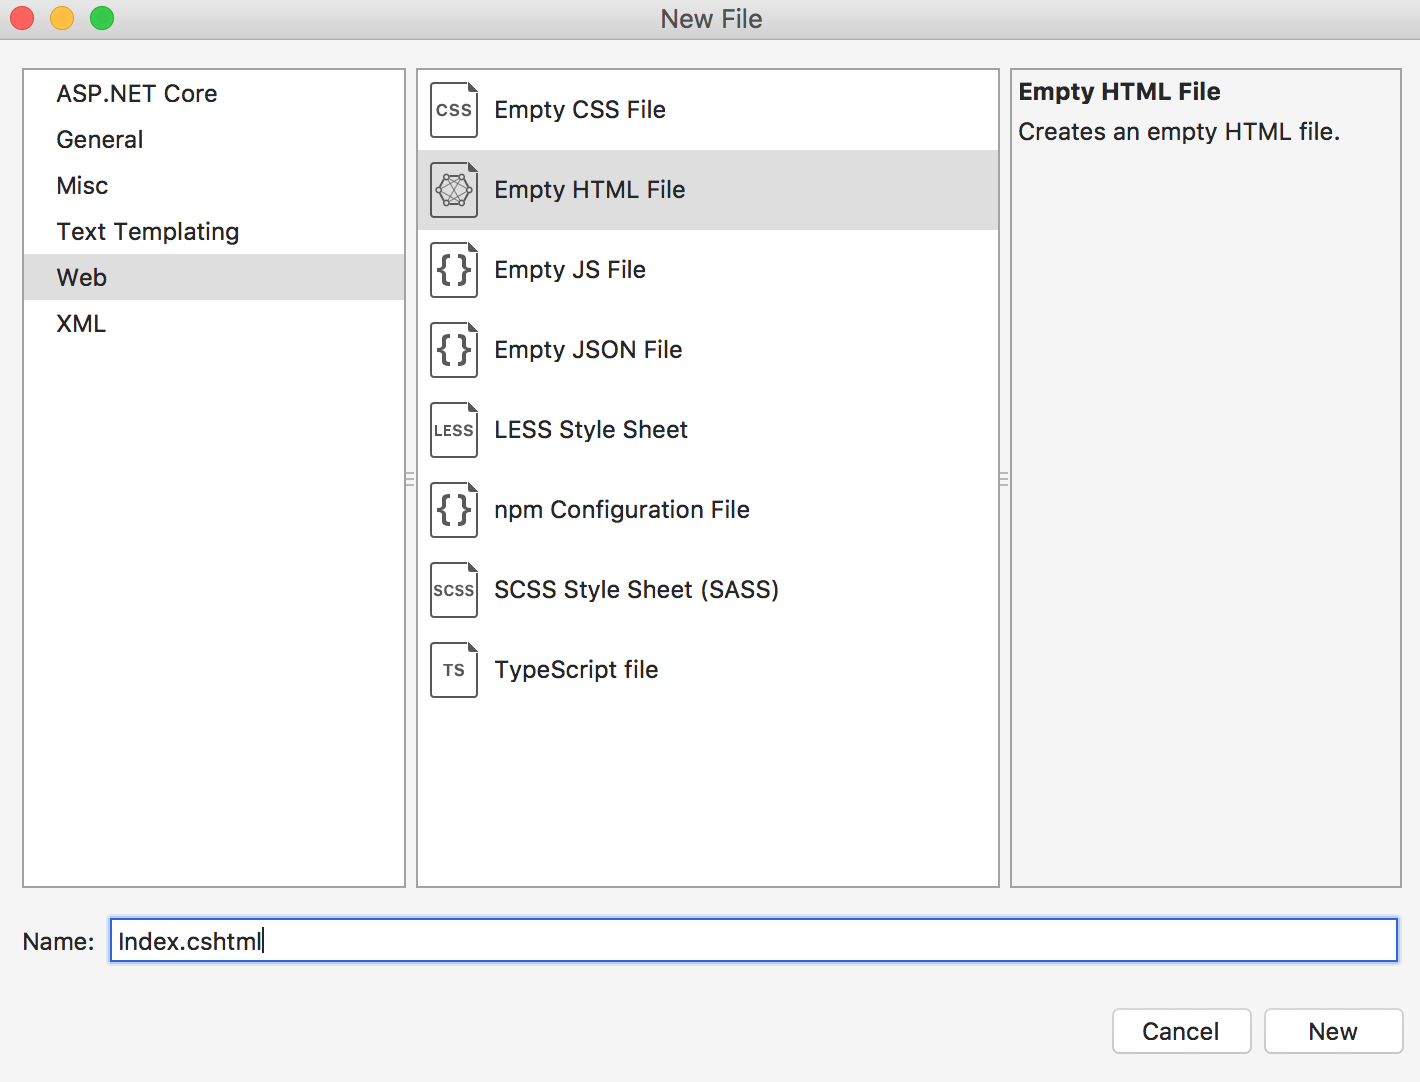 New File
ASP.NET Core
General
Misc
Text Templating
Web
XML
CSS Empty CSS File
Empty HTML File
{} Empty JS File
{} Empty JSON File
LESS LESS Style Sheet
{} npm Configuration File
SCSS SCSS Style Sheet (SASS)
TS TypeScript file
Empty HTML File
Creates an empty HTML file.
Name: Index.cshtml
Cancel New